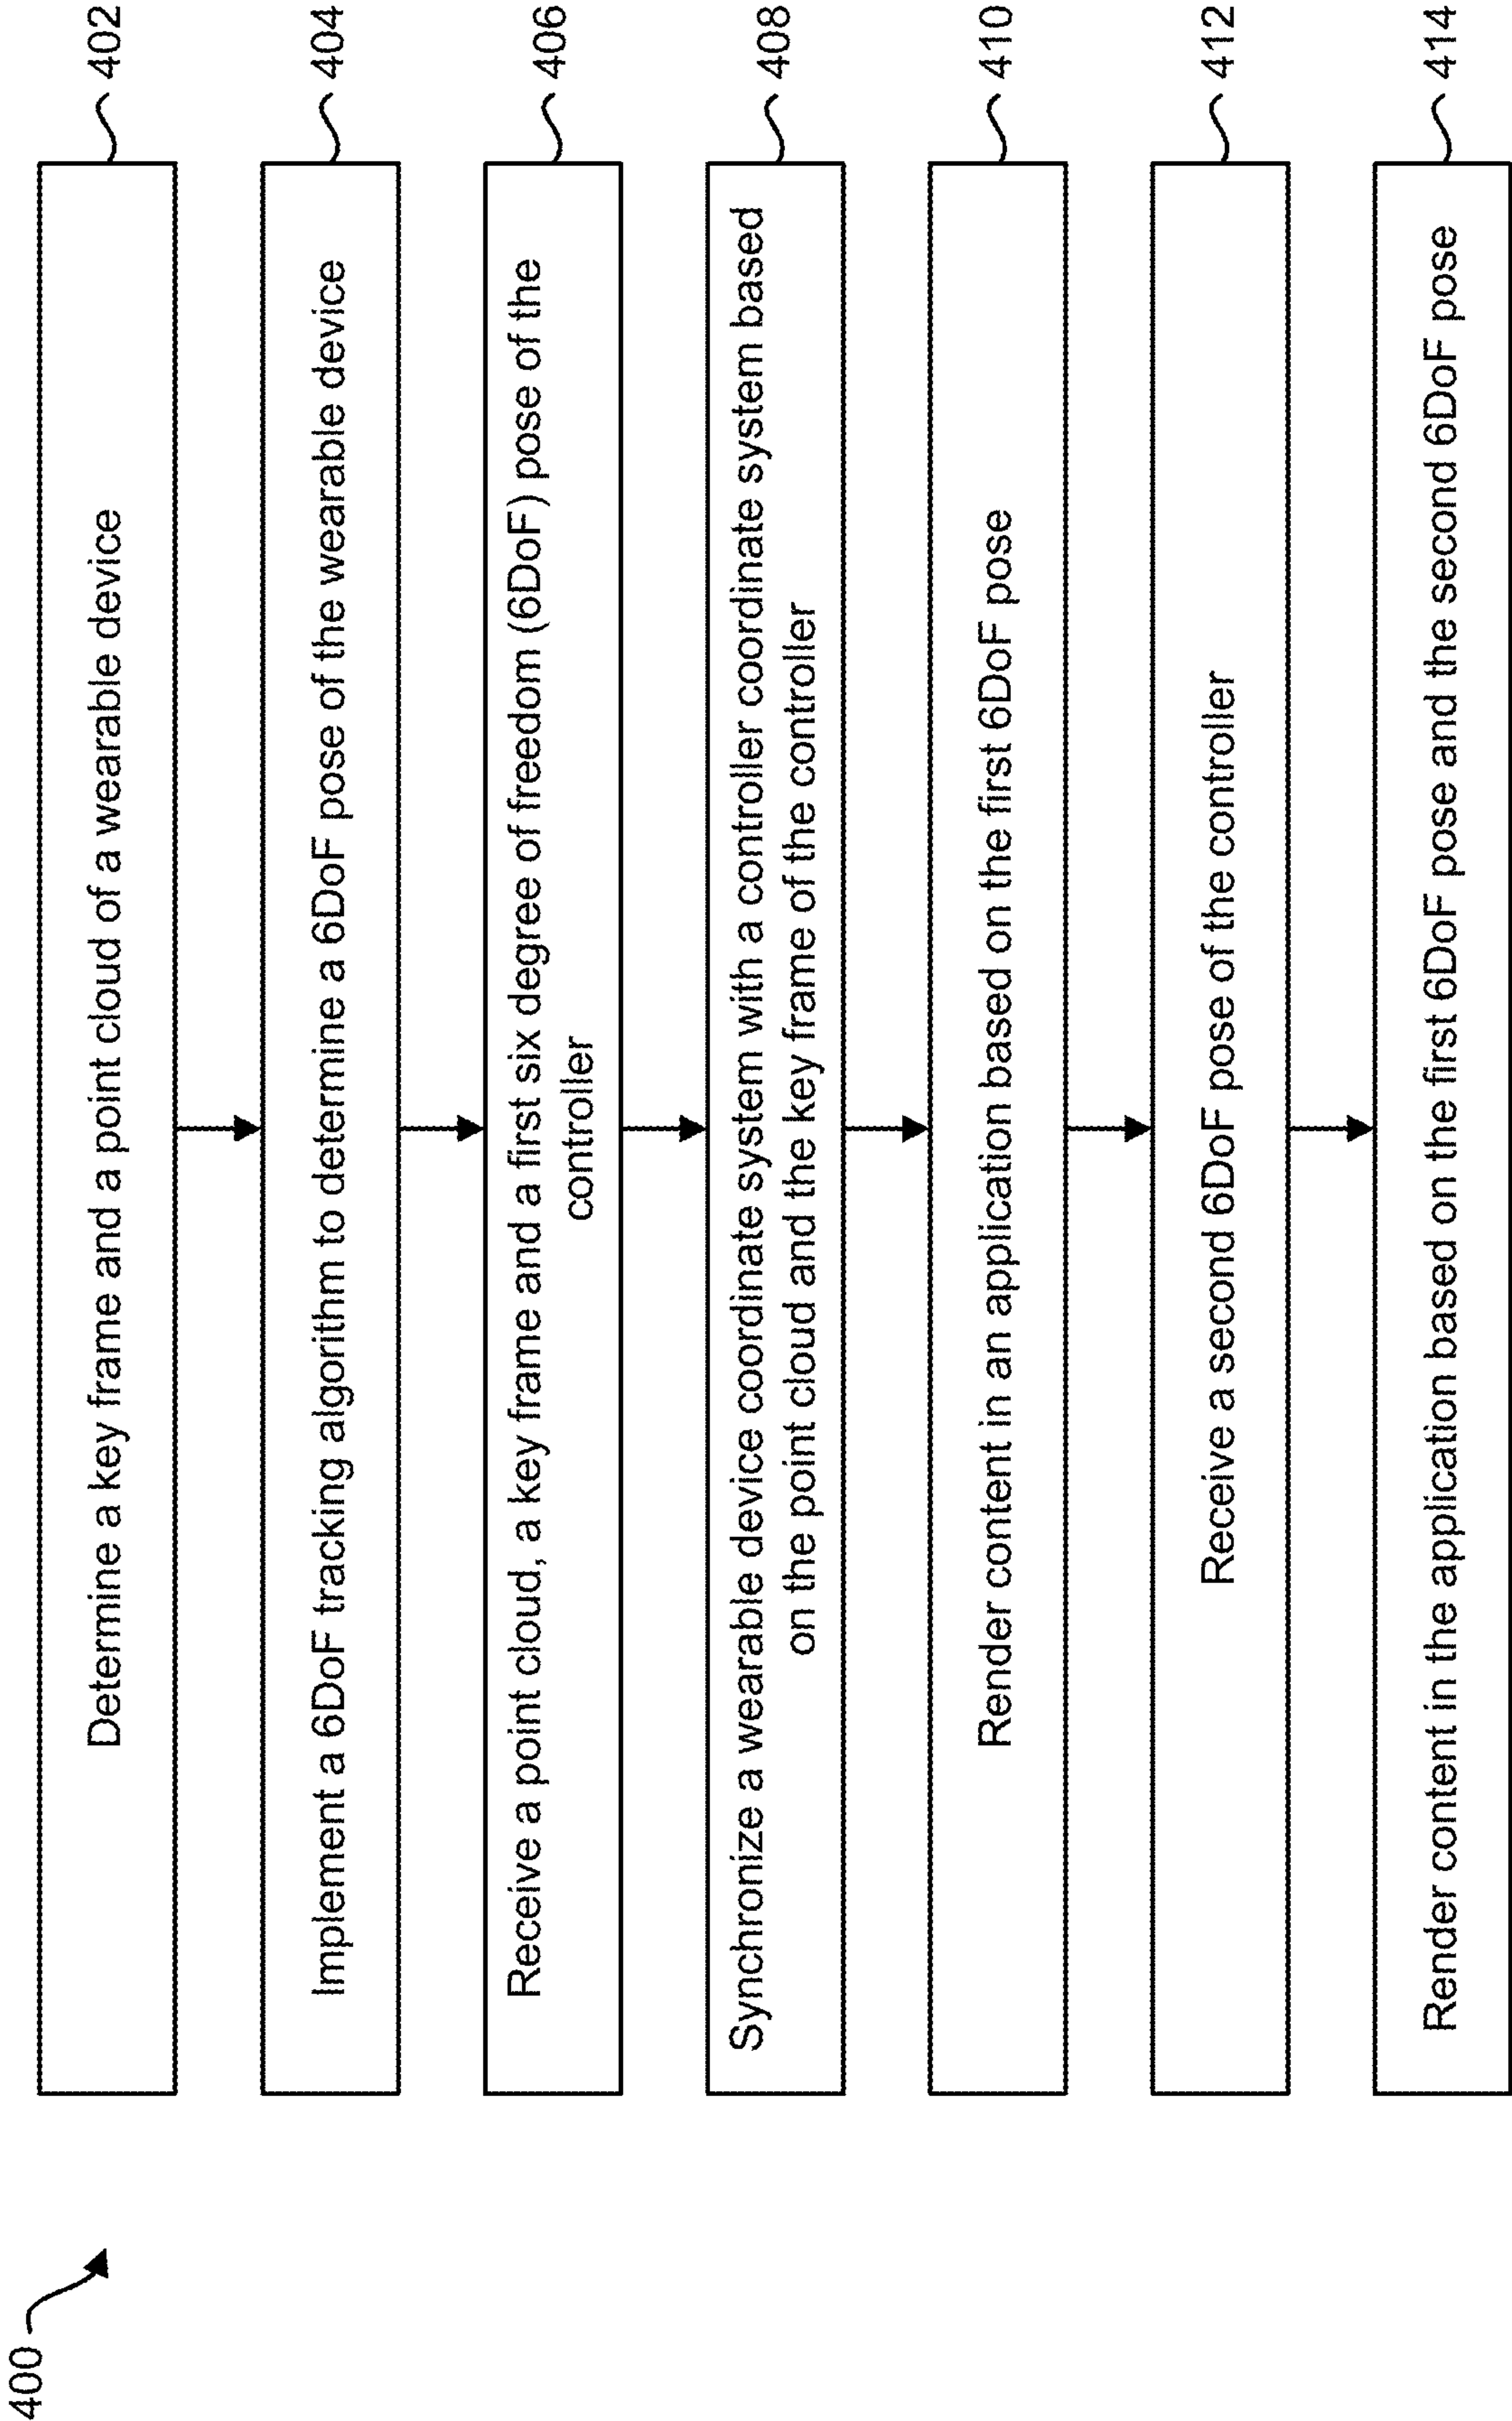 400
Determine a key frame and a point cloud of a wearable device
402
Implement a 6DoF tracking algorithm to determine a 6DoF pose of the wearable device
404
Receive a point cloud, a key frame and a first six degree of freedom (6DoF) pose of the
controller
406
Synchronize a wearable device coordinate system with a controller coordinate system based
on the point cloud and the key frame of the controller
408
Render content in an application based on the first 6DoF pose
410
Receive a second 6DoF pose of the controller
412
Render content in the application based on the first 6DoF pose and the second 6DoF pose
414